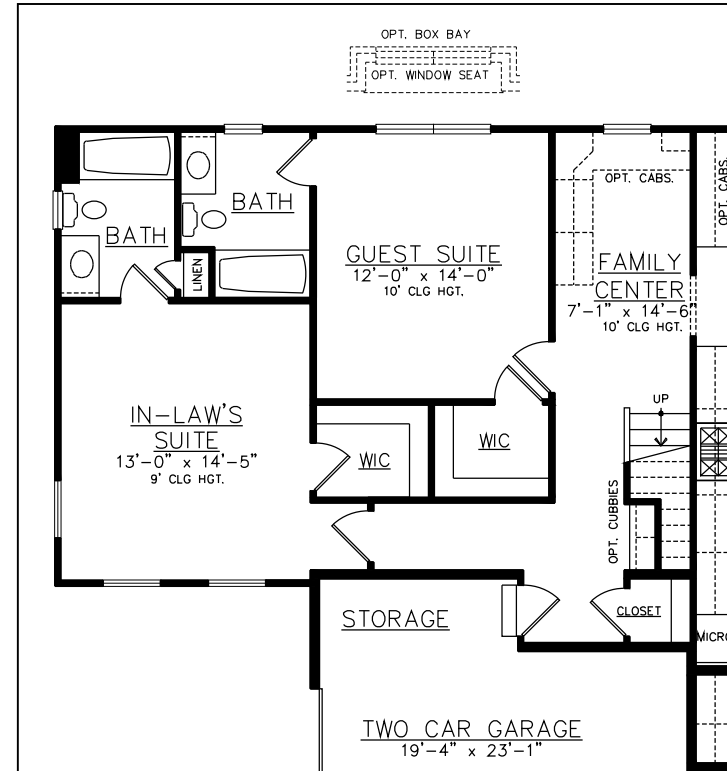 OPT. BOX BAY
OPT. WINDOW SEAT
OPT. CABS.
OPT. CABS.
BATH
BATH
LINEN
GUEST SUITE
12'-0" x 14'-0"
10' CLG HGT.
FAMILY
CENTER
7'-1" x 14'-6"
10' CLG HGT.
UP
IN-LAW'S
SUITE
13'-0" x 14'-5"
9' CLG HGT.
WIC
WIC
OPT. CUBBIES
STORAGE
CLOSET
MICR
TWO CAR GARAGE
19'-4" x 23'-1"